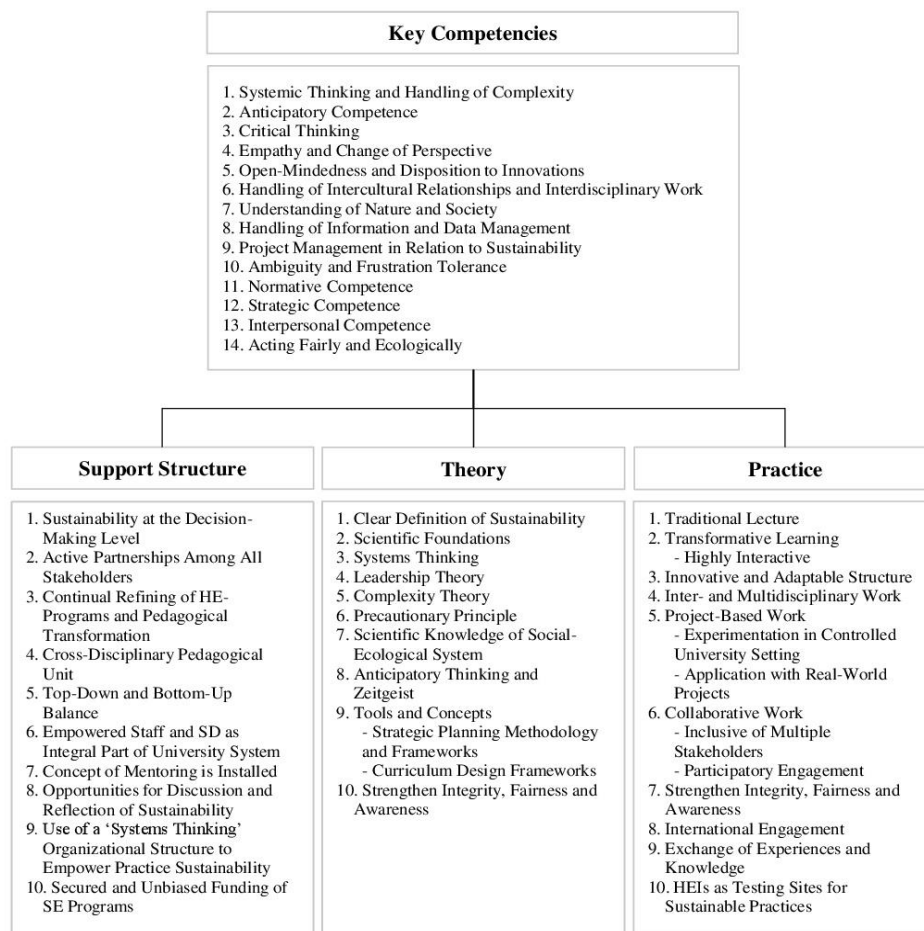 Key Competencies
1. Systemic Thinking and Handling of Complexity
2. Anticipatory Competence
3. Critical Thinking
4. Empathy and Change of Perspective
5. Open-Mindedness and Disposition to Innovations
6. Handling of Intercultural Relationships and Interdisciplinary Work
7. Understanding of Nature and Society
8. Handling of Information and Data Management
9. Project Management in Relation to Sustainability
10. Ambiguity and Frustration Tolerance
11. Normative Competence
12. Strategic Competence
13. Interpersonal Competence
14. Acting Fairly and Ecologically
Support Structure
1. Sustainability at the Decision-
Making Level
2. Active Partnerships Among All
Stakeholders
3. Continual Refining of HE-
Programs and Pedagogical
Transformation
4. Cross-Disciplinary Pedagogical
Unit
5. Top-Down and Bottom-Up
Balance
6. Empowered Staff and SD as
Integral Part of University System
7. Concept of Mentoring is Installed
8. Opportunities for Discussion and
Reflection of Sustainability
9. Use of a ‘Systems Thinking’
Organizational Structure to
Empower Practice Sustainability
10. Secured and Unbiased Funding of
SE Programs
Theory
1. Clear Definition of Sustainability
2. Scientific Foundations
3. Systems Thinking
4. Leadership Theory
5. Complexity Theory
6. Precautionary Principle
7. Scientific Knowledge of Social-
Ecological System
8. Anticipatory Thinking and
Zeitgeist
9. Tools and Concepts
- Strategic Planning Methodology
and Frameworks
- Curriculum Design Frameworks
10. Strengthen Integrity, Fairness and
Awareness
Practice
1. Traditional Lecture
2. Transformative Learning
- Highly Interactive
3. Innovative and Adaptable Structure
4. Inter- and Multidisciplinary Work
5. Project-Based Work
- Experimentation in Controlled
University Setting
- Application with Real-World
Projects
6. Collaborative Work
- Inclusive of Multiple
Stakeholders
- Participatory Engagement
7. Strengthen Integrity, Fairness and
Awareness
8. International Engagement
9. Exchange of Experiences and
Knowledge
10. HEIs as Testing Sites for
Sustainable Practices